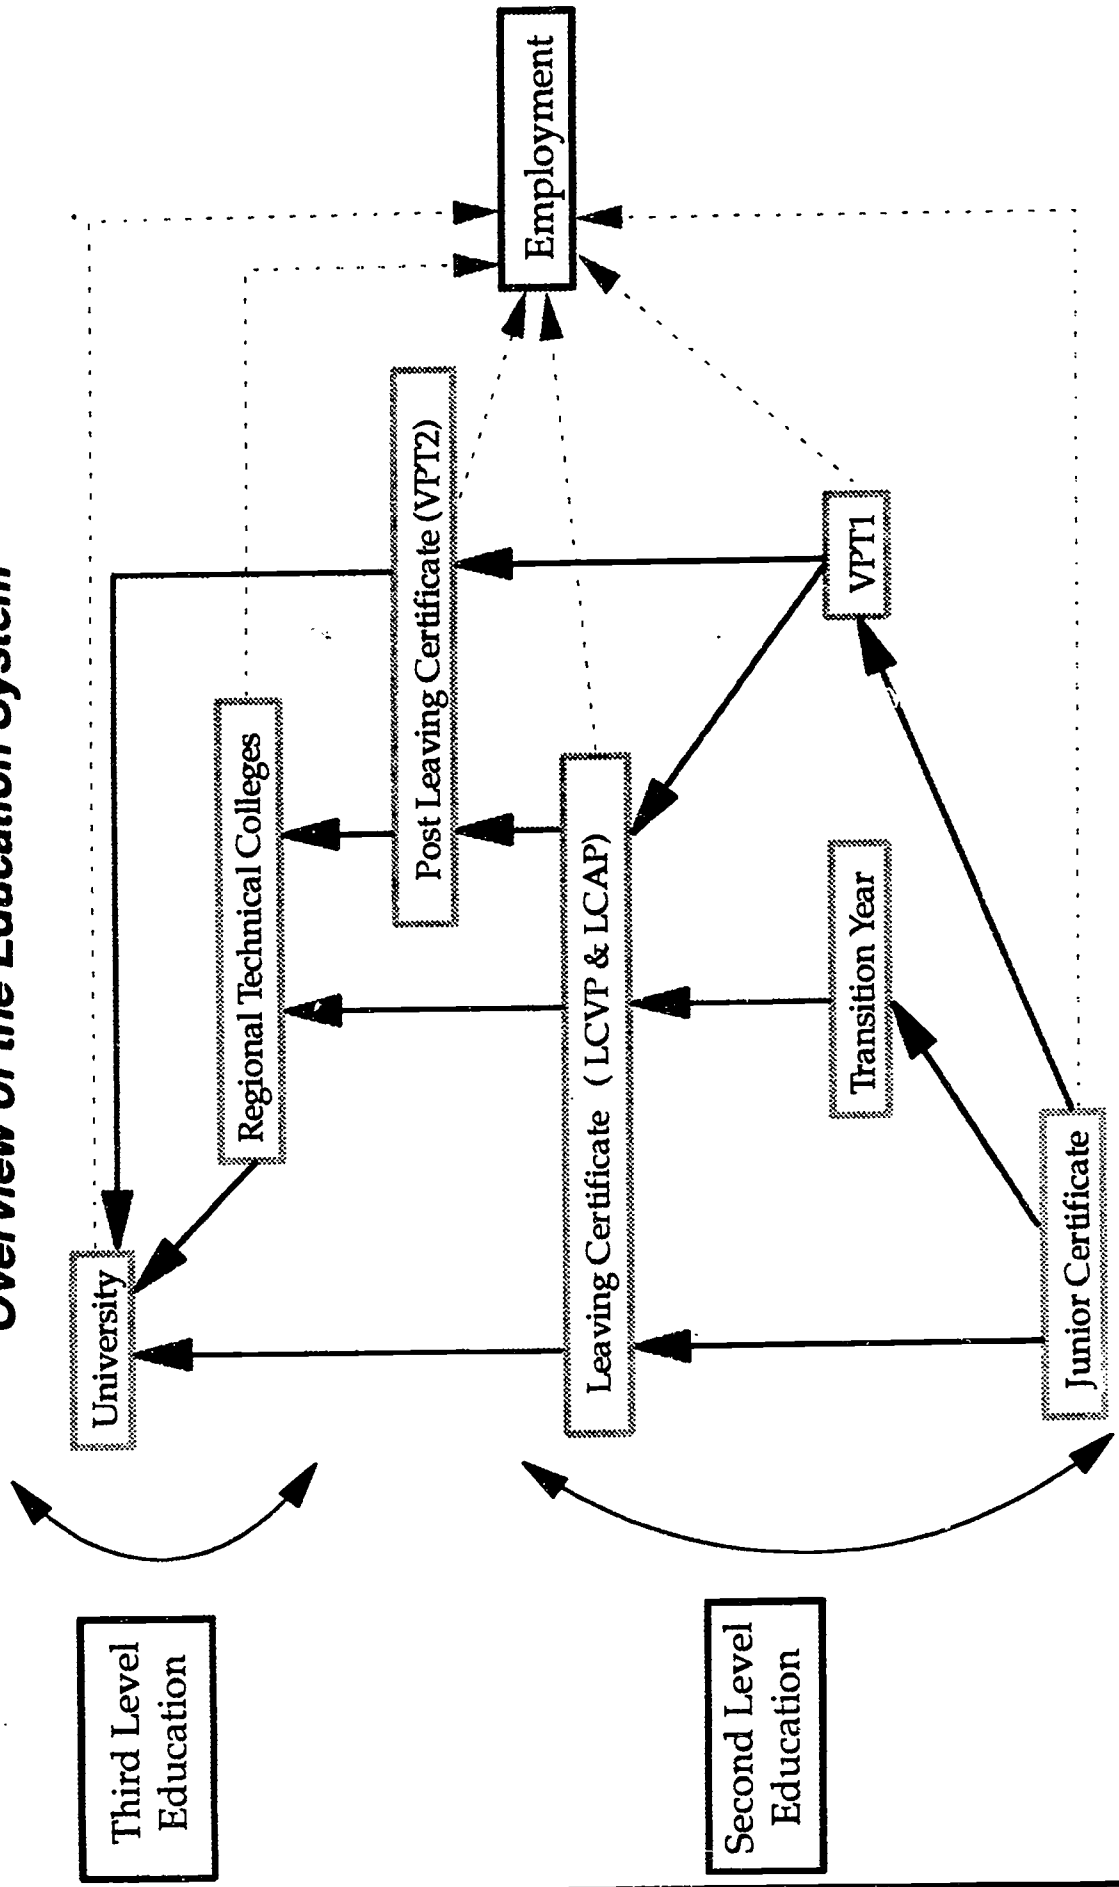 Overview of the Education System
Third Level
Education
University
Regional Technical Colleges
Post Leaving Certificate (VPT2)
Employment
Leaving Certificate ( LCVP & LCAP)
Second Level
Education
Transition Year
VPT1
Junior Certificate